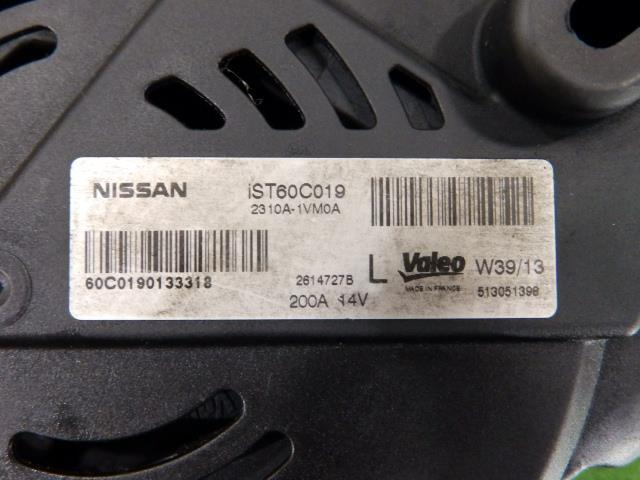 NISSAN iST60C019
2310A-1VM0A
60C0190133318
2614727B
200A 14V
L Valeo W39/13
MADE IN FRANCE 513051398